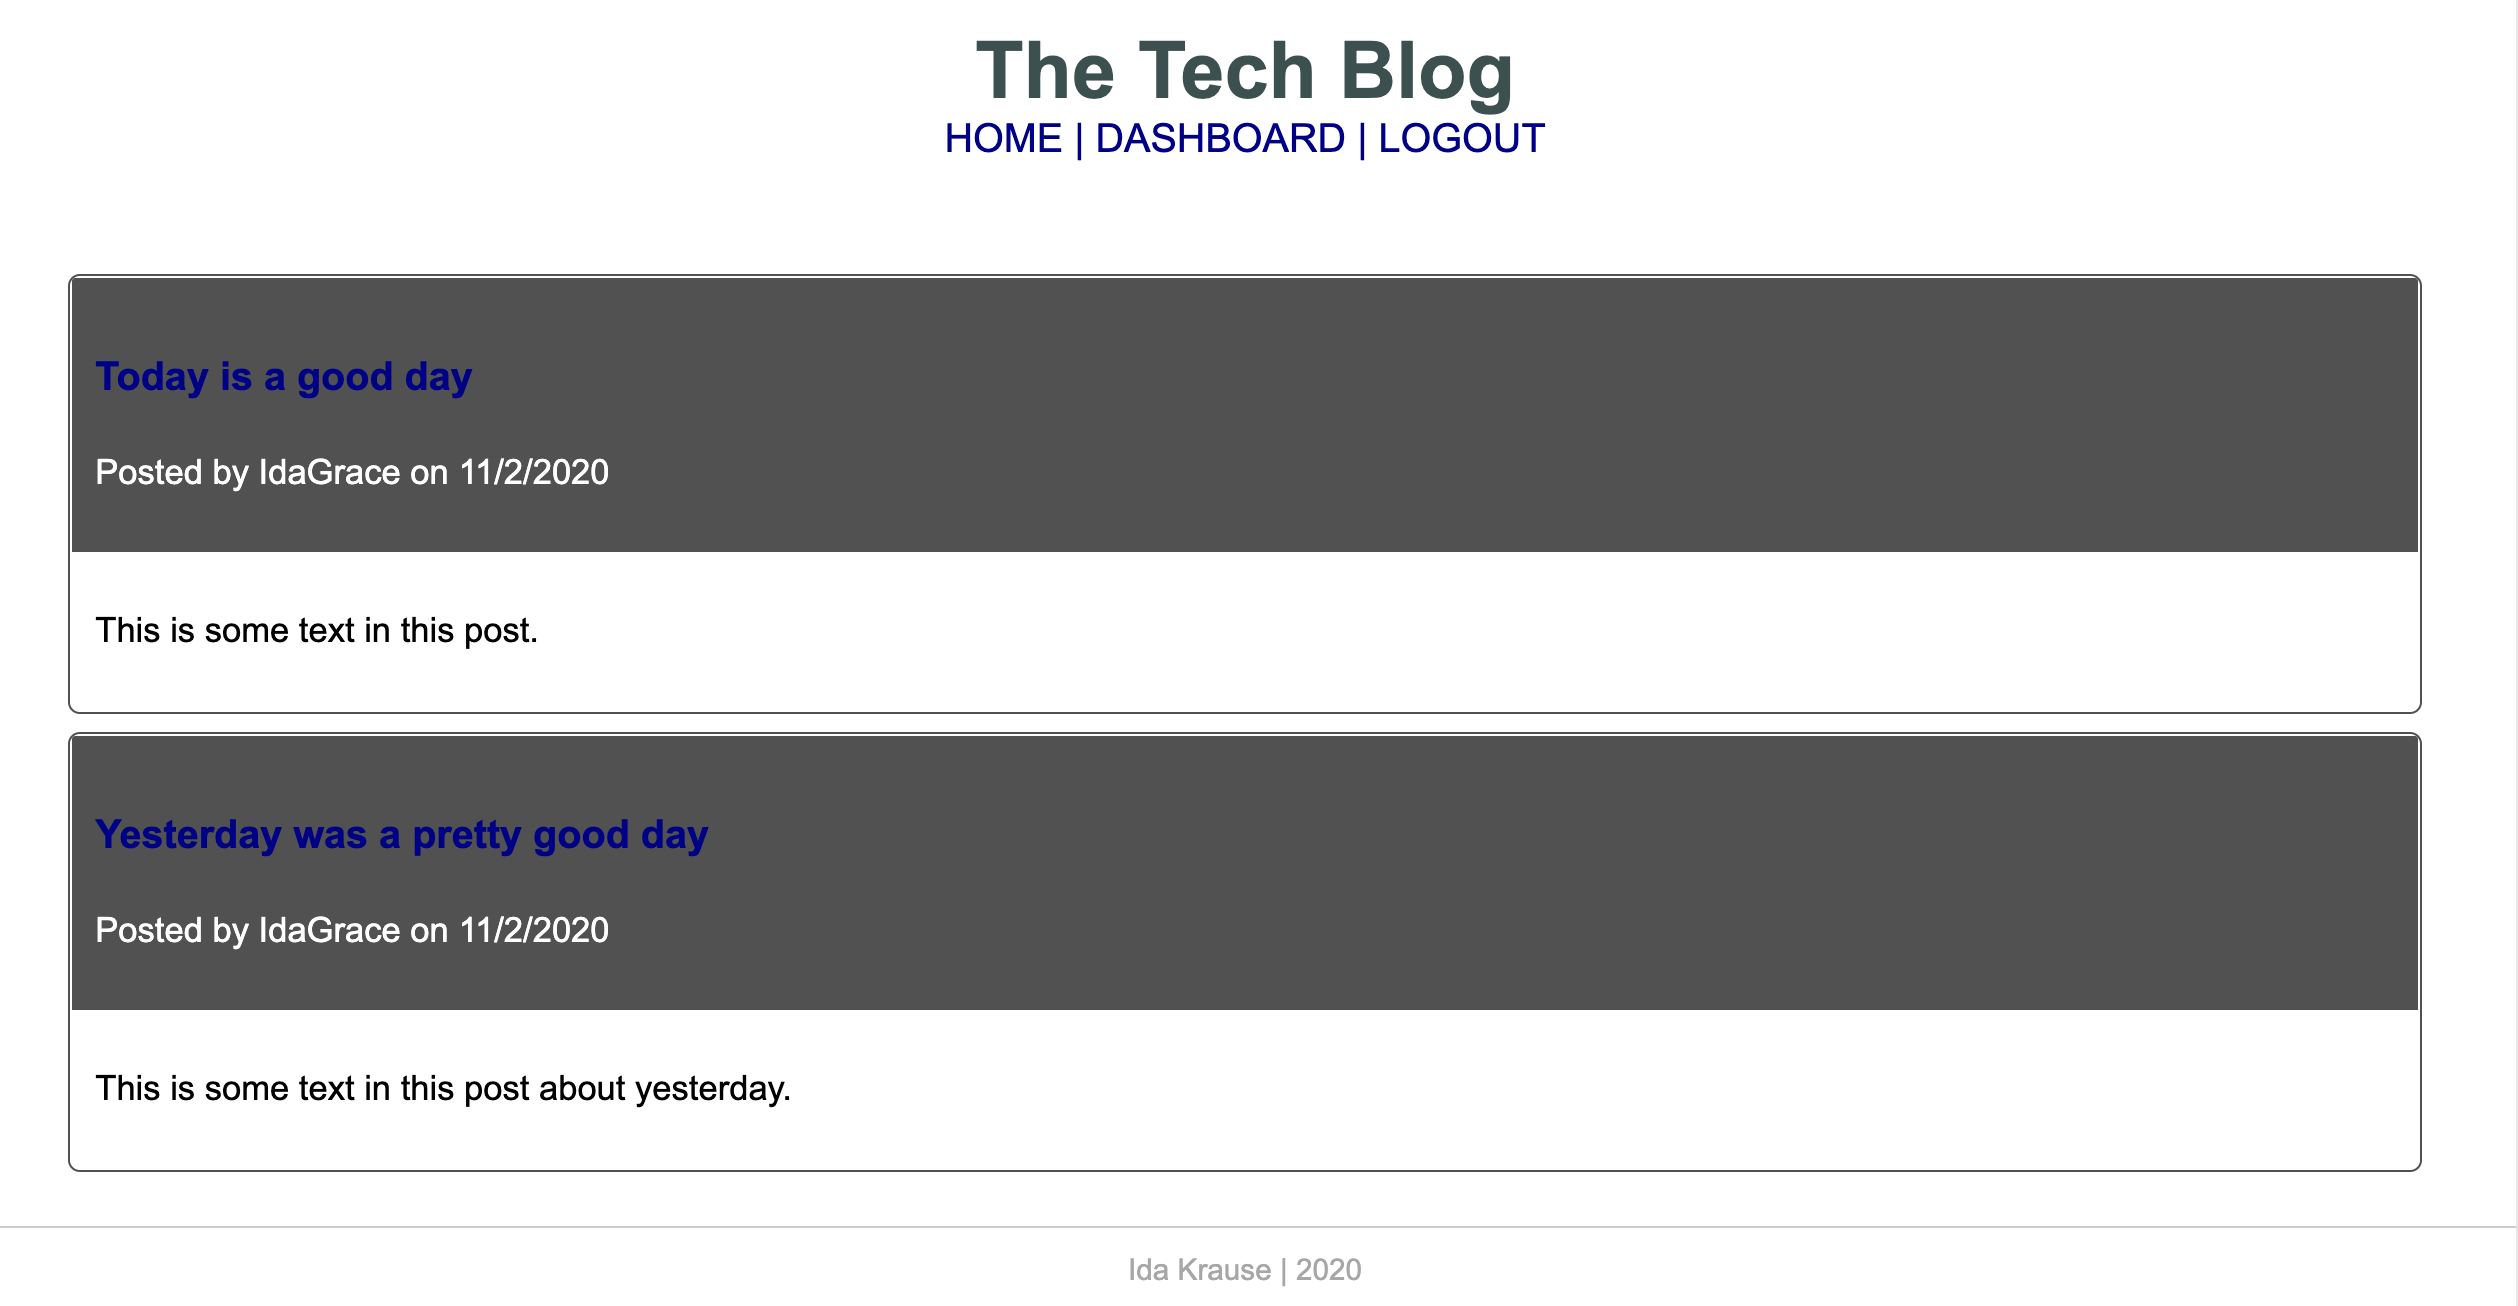 The Tech Blog
HOME | DASHBOARD | LOGOUT
Today is a good day
Posted by IdaGrace on 11/2/2020
This is some text in this post.
Yesterday was a pretty good day
Posted by IdaGrace on 11/2/2020
This is some text in this post about yesterday.
Ida Krause | 2020